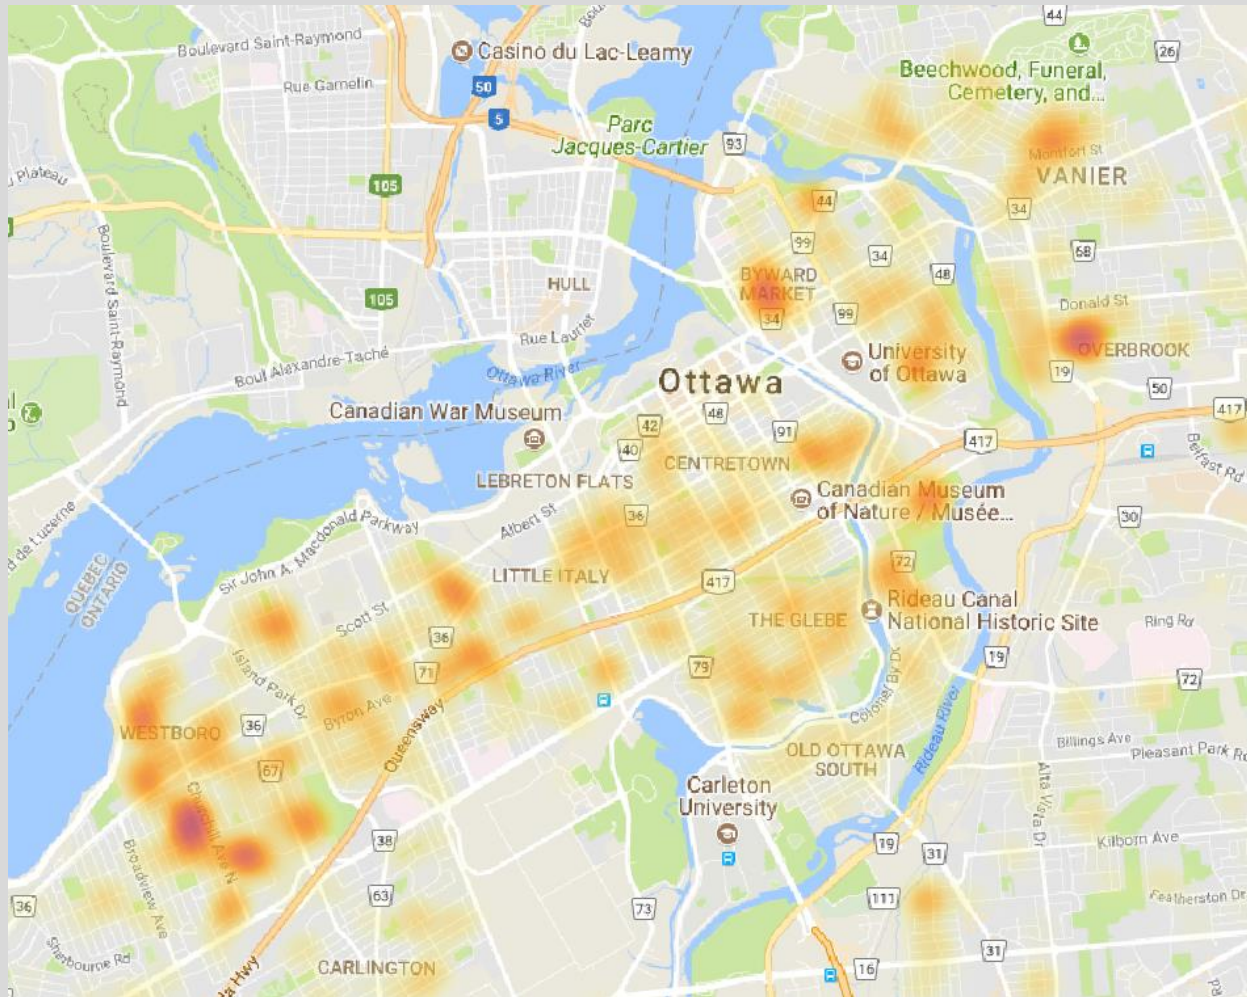 44
26
Boulevard Saint-Raymond
Casino du Lac-Leamy
Beechwood, Funeral,
Cemetery, and...
Rue Gamelin
50
5
Parc
Jacques-Cartier
93
Montfort St
VANIER
Plateau
105
44
34
99
34
68
48
BYWARD
MARKET
HULL
105
Donald St
34
99
Boulevard Saint-Raymond
Rue Laurier
University
of Ottawa
OVERBROOK
Boul Alexandre-Taché
Ottawa River
19
50
Ottawa
Canadian War Museum
48
42
91
417
417
40
CENTRETOWN
Belfast Rd
LEBRETON FLATS
Canadian Museum
of Nature / Musée...
36
30
Albert St
de Lucerne
Sir John A. Macdonald Parkway
QUEBEC
ONTARIO
LITTLE ITALY
417
72
Rideau Canal
National Historic Site
THE GLEBE
Scott St
36
Ring Rd
71
79
19
72
Island Park Dr
Byron Ave
WESTBORO
36
Queensway
Colonel By Dr
Rideau River
Billings Ave
Pleasant Park Rd
67
OLD OTTAWA
SOUTH
Carleton
University
Alta Vista Dr
Churchill Ave N
38
19
31
Kilborn Ave
Broadview Ave
63
73
111
Featherston Dr
36
Sherbourne Rd
CARLINGTON
Hwy
16
31